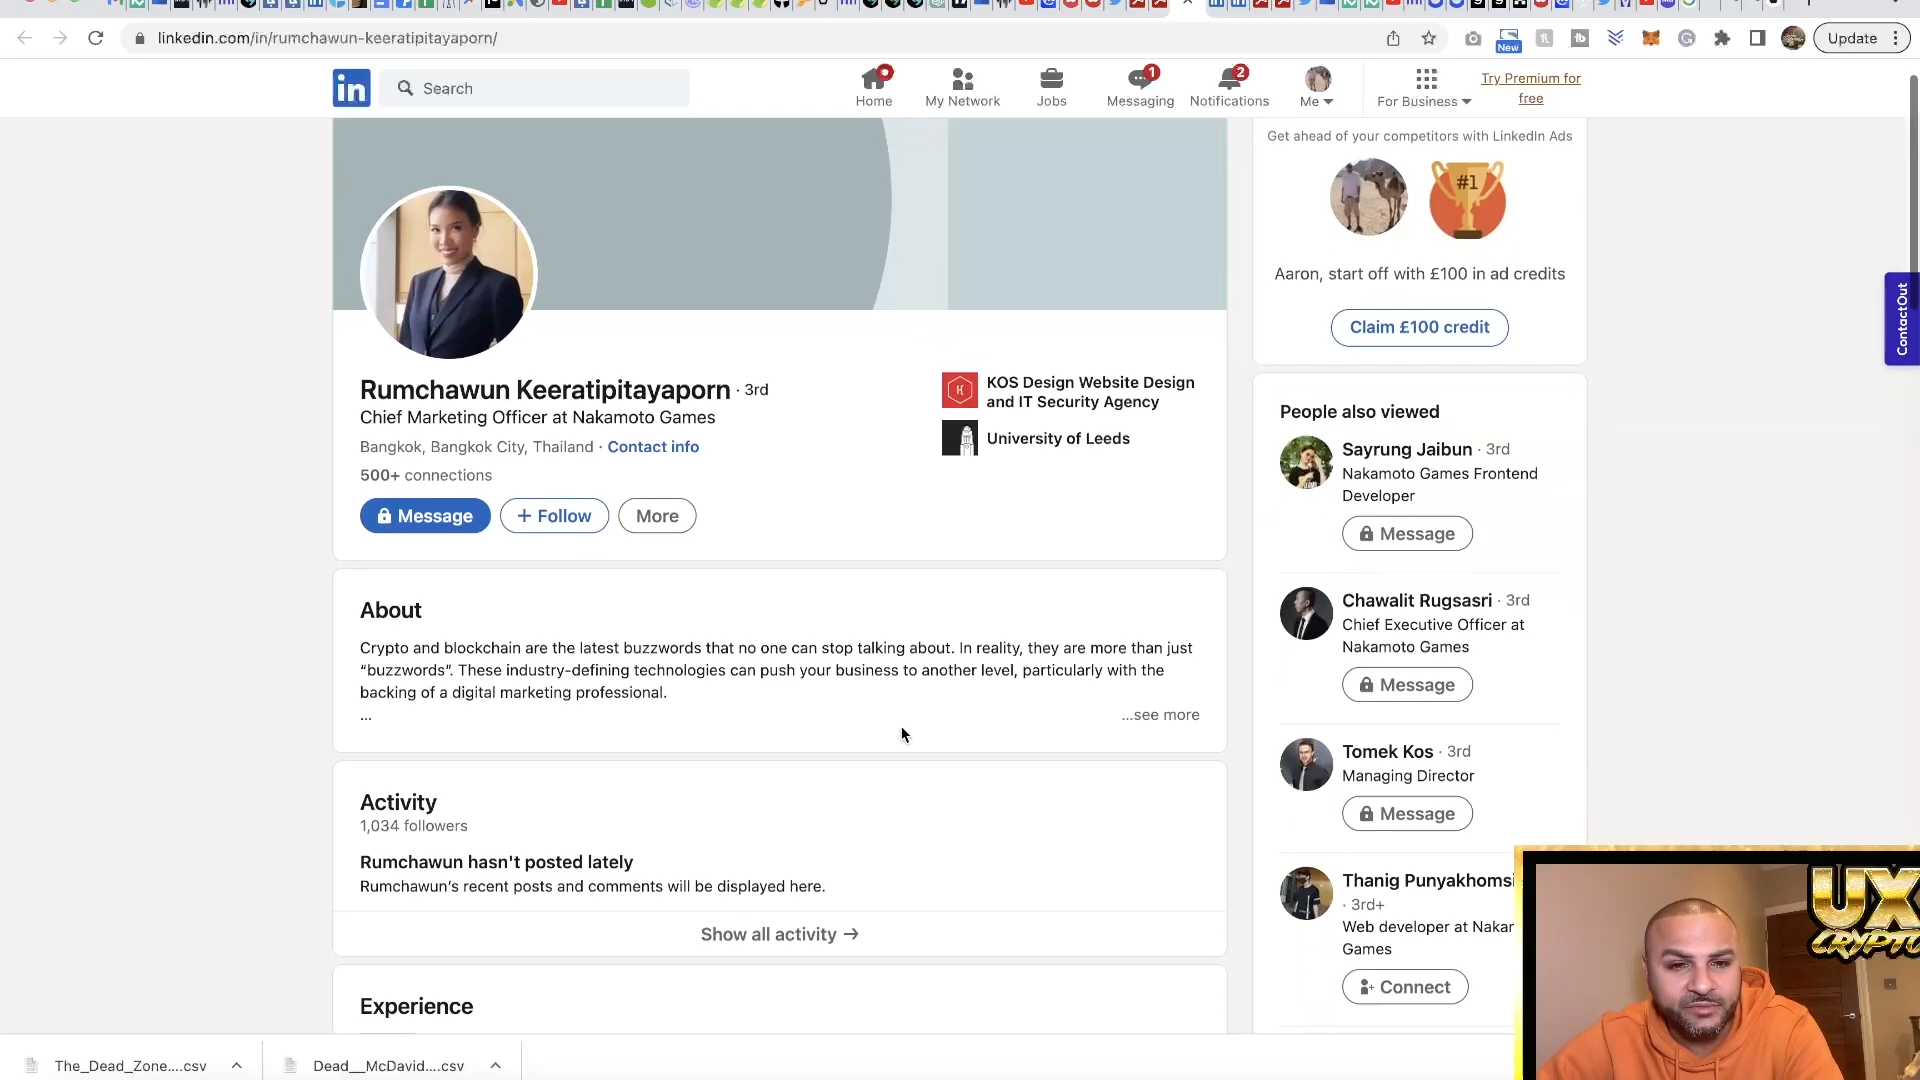 linkedin.com/in/rumchawun-keeratipitayaporn/
New
Update
in
Search
Home
My Network
Jobs
1
Messaging
2
Notifications
Me
For Business
Try Premium for
free
Get ahead of your competitors with LinkedIn Ads
#1
Aaron, start off with £100 in ad credits
Claim £100 credit
ContactOut
Rumchawun Keeratipitayaporn · 3rd
Chief Marketing Officer at Nakamoto Games
Bangkok, Bangkok City, Thailand · Contact info
500+ connections
Message
+ Follow
More
KOS Design Website Design
and IT Security Agency
University of Leeds
About
Crypto and blockchain are the latest buzzwords that no one can stop talking about. In reality, they are more than just
“buzzwords”. These industry-defining technologies can push your business to another level, particularly with the
backing of a digital marketing professional.
...
...see more
Activity
1,034 followers
Rumchawun hasn't posted lately
Rumchawun's recent posts and comments will be displayed here.
Show all activity →
Experience
People also viewed
Sayrung Jaibun · 3rd
Nakamoto Games Frontend
Developer
Message
Chawalit Rugsasri · 3rd
Chief Executive Officer at
Nakamoto Games
Message
Tomek Kos · 3rd
Managing Director
Message
Thanig Punyakhomsi
· 3rd+
Web developer at Nakar
Games
Connect
UX
CRYPTO
The_Dead_Zone....csv
Dead__McDavid....csv